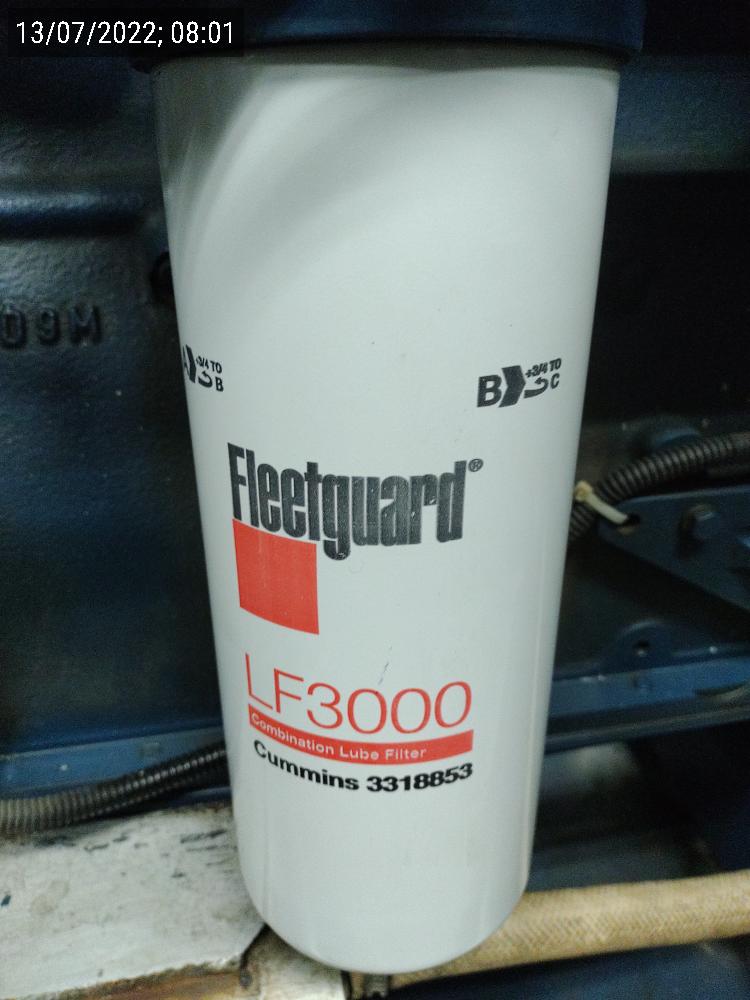 13/07/2022; 08:01
09M
A +3/4 TO B
B +3/4 TO C
Fleetguard®
LF3000
Combination Lube Filter
Cummins 3318853